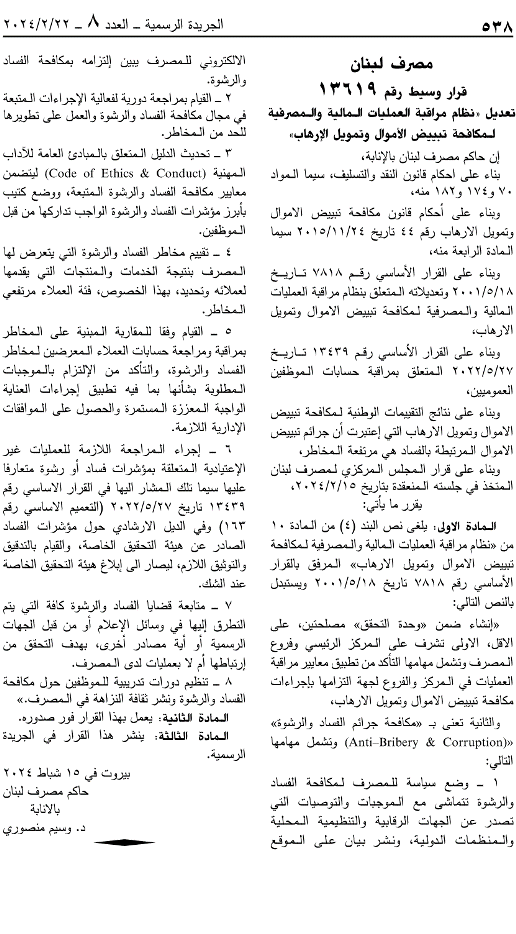 ٥٣٨
الجريدة الرسمية ــ العدد ٨ ــ ٢٠٢٤/٢/٢٢
مصرف لبنان
قرار وسيط رقم ١٣٦١٩
تعديل «نظام مراقبة العمليات المالية والمصرفية
لمكافحة تبييض الأموال وتمويل الإرهاب»
إن حاكم مصرف لبنان بالإنابة،
بناء على احكام قانون النقد والتسليف، سيما المواد
٧٠ و١٧٤ و١٨٢ منه،
وبناء على أحكام قانون مكافحة تبييض الاموال
وتمويل الارهاب رقم ٤٤ تاريخ ٢٠١٥/١١/٢٤ سيما
المادة الرابعة منه،
وبناء على القرار الأساسي رقم ٧٨١٨ تاريخ
٢٠٠١/٥/١٨ وتعديلاته المتعلق بنظام مراقبة العمليات
المالية والمصرفية لمكافحة تبييض الاموال وتمويل
الارهاب،
وبناء على القرار الأساسي رقم ١٣٤٣٩ تاريخ
٢٠٢٢/٥/٢٧ المتعلق بمراقبة حسابات الموظفين
العموميين،
وبناء على نتائج التقييمات الوطنية لمكافحة تبييض
الاموال وتمويل الارهاب التي إعتبرت أن جرائم تبييض
الاموال المرتبطة بالفساد هي مرتفعة المخاطر،
وبناء على قرار المجلس المركزي لمصرف لبنان
المتخذ في جلسته المنعقدة بتاريخ ٢٠٢٤/٢/١٥،
يقرر ما يأتي:
المادة الاولى: يلغى نص البند (٤) من المادة ١٠
من «نظام مراقبة العمليات المالية والمصرفية لمكافحة
تبييض الاموال وتمويل الارهاب» المرفق بالقرار
الأساسي رقم ٧٨١٨ تاريخ ٢٠٠١/٥/١٨ ويستبدل
بالنص التالي:
«إنشاء ضمن «وحدة التحقق» مصلحتين، على
الاقل، الاولى تشرف على المركز الرئيسي وفروع
المصرف وتشمل مهامها التأكد من تطبيق معايير مراقبة
العمليات في المركز والفروع لجهة التزامها بإجراءات
مكافحة تبييض الاموال وتمويل الارهاب،
والثانية تعنى بـ «مكافحة جرائم الفساد والرشوة»
«(Anti–Bribery & Corruption) وتشمل مهامها
التالي:
١ ــ وضع سياسة للمصرف لمكافحة الفساد
والرشوة تتماشى مع الموجبات والتوصيات التي
تصدر عن الجهات الرقابية والتنظيمية المحلية
والمنظمات الدولية، ونشر بيان على الموقع
الالكتروني للمصرف يبين إلتزامه بمكافحة الفساد
والرشوة.
٢ ــ القيام بمراجعة دورية لفعالية الإجراءات المتبعة
في مجال مكافحة الفساد والرشوة والعمل على تطويرها
للحد من المخاطر.
٣ ــ تحديث الدليل المتعلق بالمبادئ العامة للآداب
المهنية (Code of Ethics & Conduct) ليتضمن
معايير مكافحة الفساد والرشوة المتبعة، ووضع كتيب
بأبرز مؤشرات الفساد والرشوة الواجب تداركها من قبل
الموظفين.
٤ ــ تقييم مخاطر الفساد والرشوة التي يتعرض لها
المصرف بنتيجة الخدمات والمنتجات التي يقدمها
لعملائه وتحديد، بهذا الخصوص، فئة العملاء مرتفعي
المخاطر.
٥ ــ القيام وفقا للمقاربة المبنية على المخاطر
بمراقبة ومراجعة حسابات العملاء المعرضين لمخاطر
الفساد والرشوة، والتأكد من الإلتزام بالموجبات
المطلوبة بشأنها بما فيه تطبيق إجراءات العناية
الواجبة المعززة المستمرة والحصول على الموافقات
الإدارية اللازمة.
٦ ــ إجراء المراجعة اللازمة للعمليات غير
الإعتيادية المتعلقة بمؤشرات فساد أو رشوة متعارفا
عليها سيما تلك المشار اليها في القرار الاساسي رقم
١٣٤٣٩ تاريخ ٢٠٢٢/٥/٢٧ (التعميم الاساسي رقم
١٦٣) وفي الدليل الارشادي حول مؤشرات الفساد
الصادر عن هيئة التحقيق الخاصة، والقيام بالتدقيق
والتوثيق اللازم، ليصار الى إبلاغ هيئة التحقيق الخاصة
عند الشك.
٧ ــ متابعة قضايا الفساد والرشوة كافة التي يتم
التطرق إليها في وسائل الإعلام أو من قبل الجهات
الرسمية أو أية مصادر أخرى، بهدف التحقق من
إرتباطها أم لا بعمليات لدى المصرف.
٨ ــ تنظيم دورات تدريبية للموظفين حول مكافحة
الفساد والرشوة ونشر ثقافة النزاهة في المصرف.»
المادة الثانية: يعمل بهذا القرار فور صدوره.
المادة الثالثة: ينشر هذا القرار في الجريدة
الرسمية.
بيروت في ١٥ شباط ٢٠٢٤
حاكم مصرف لبنان
بالانابة
د. وسيم منصوري